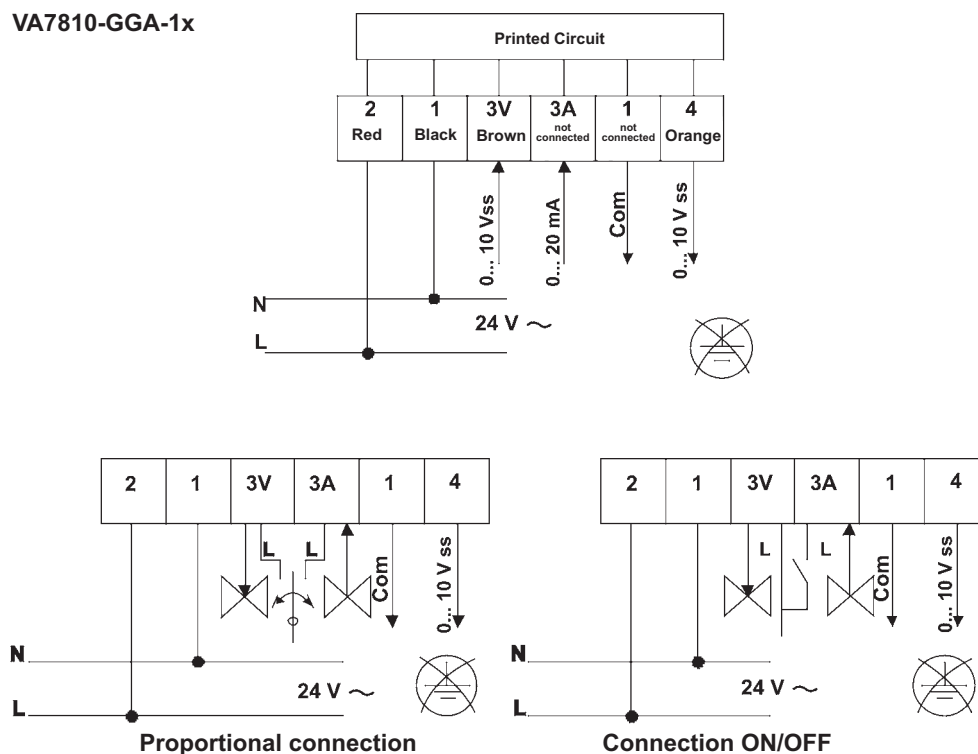 VA7810-GGA-1x
Printed Circuit
2 1 3V 3A 1 4
Red Black Brown not connected not connected Orange
0... 10 Vss
0... 20 mA
Com
0... 10 V ss
N
24 V ~
L
2 1 3V 3A 1 4
L L
Com
0... 10 V ss
N
24 V ~
L
Proportional connection
2 1 3V 3A 1 4
L L
Com
0... 10 V ss
N
24 V ~
L
Connection ON/OFF